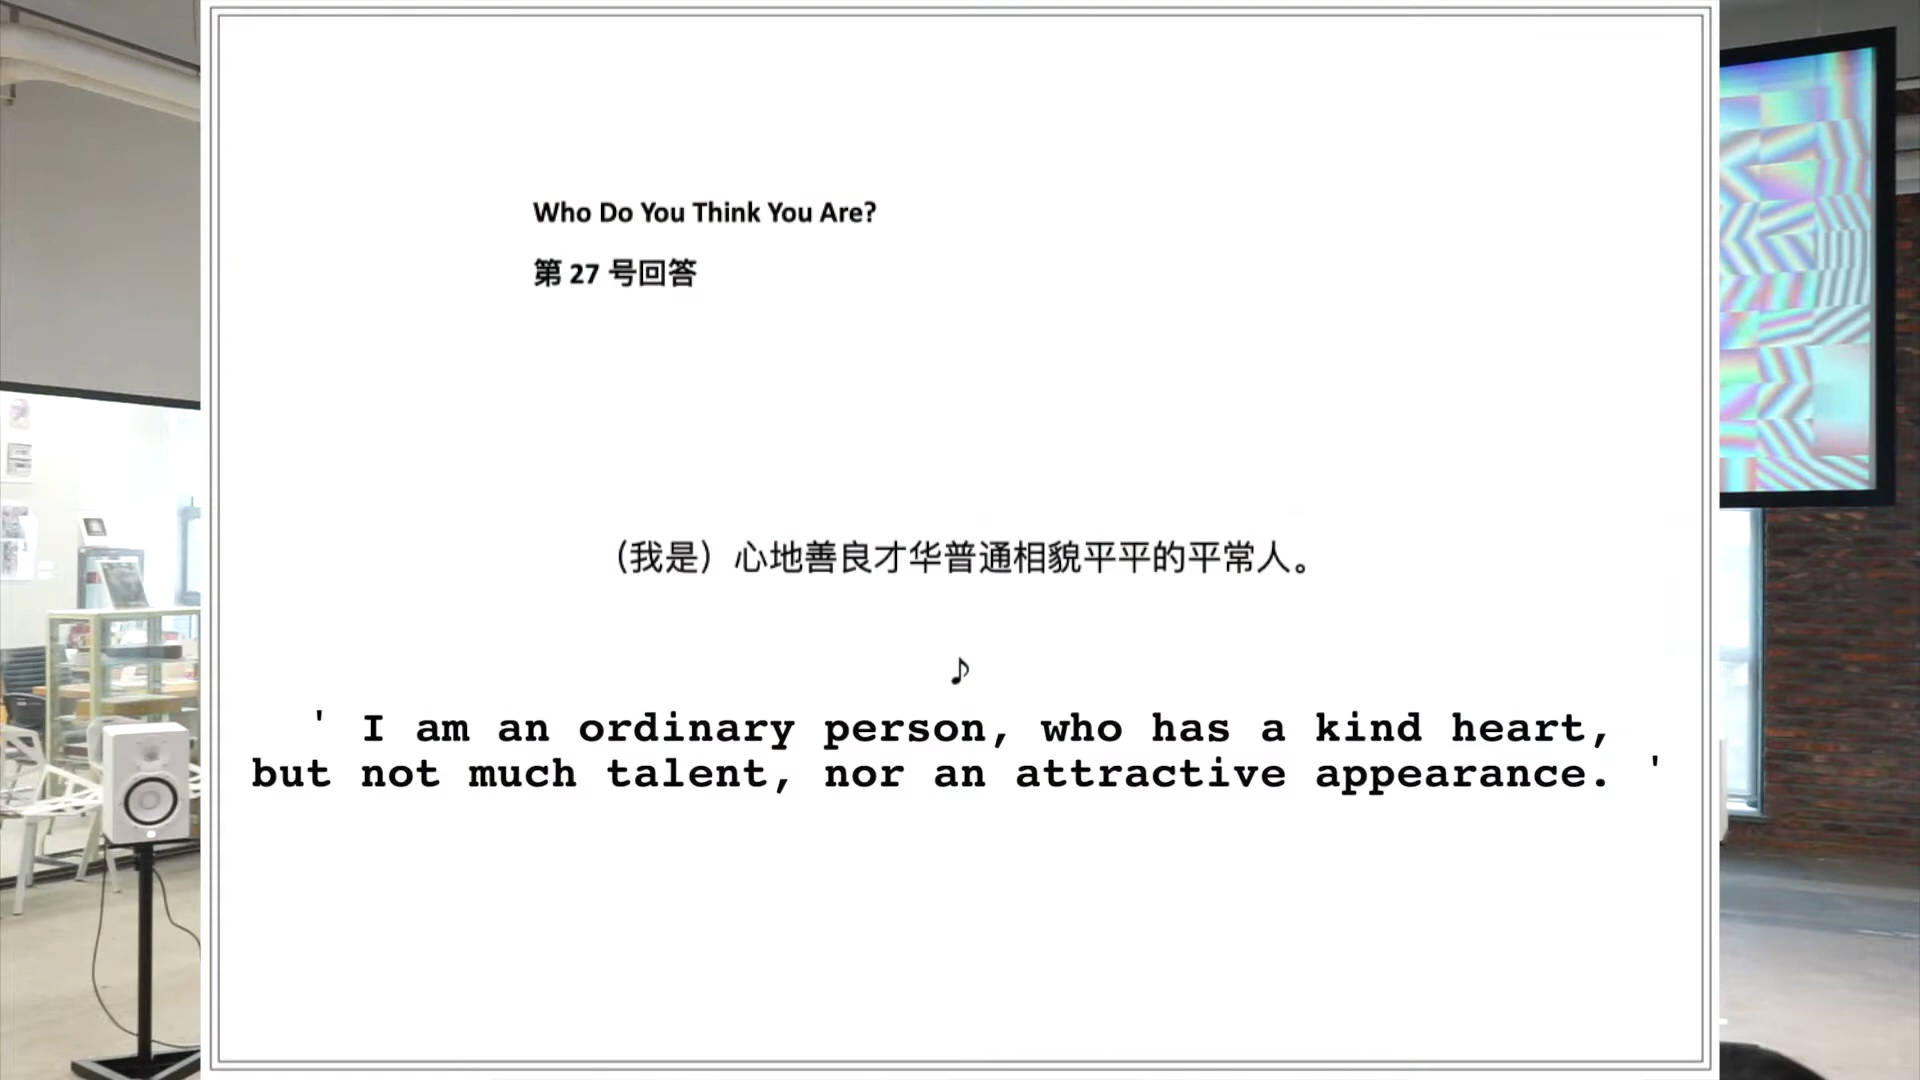 Who Do You Think You Are?
第 27 号回答
（我是）心地善良才华普通相貌平平的平常人。
♪
' I am an ordinary person, who has a kind heart,
but not much talent, nor an attractive appearance. '